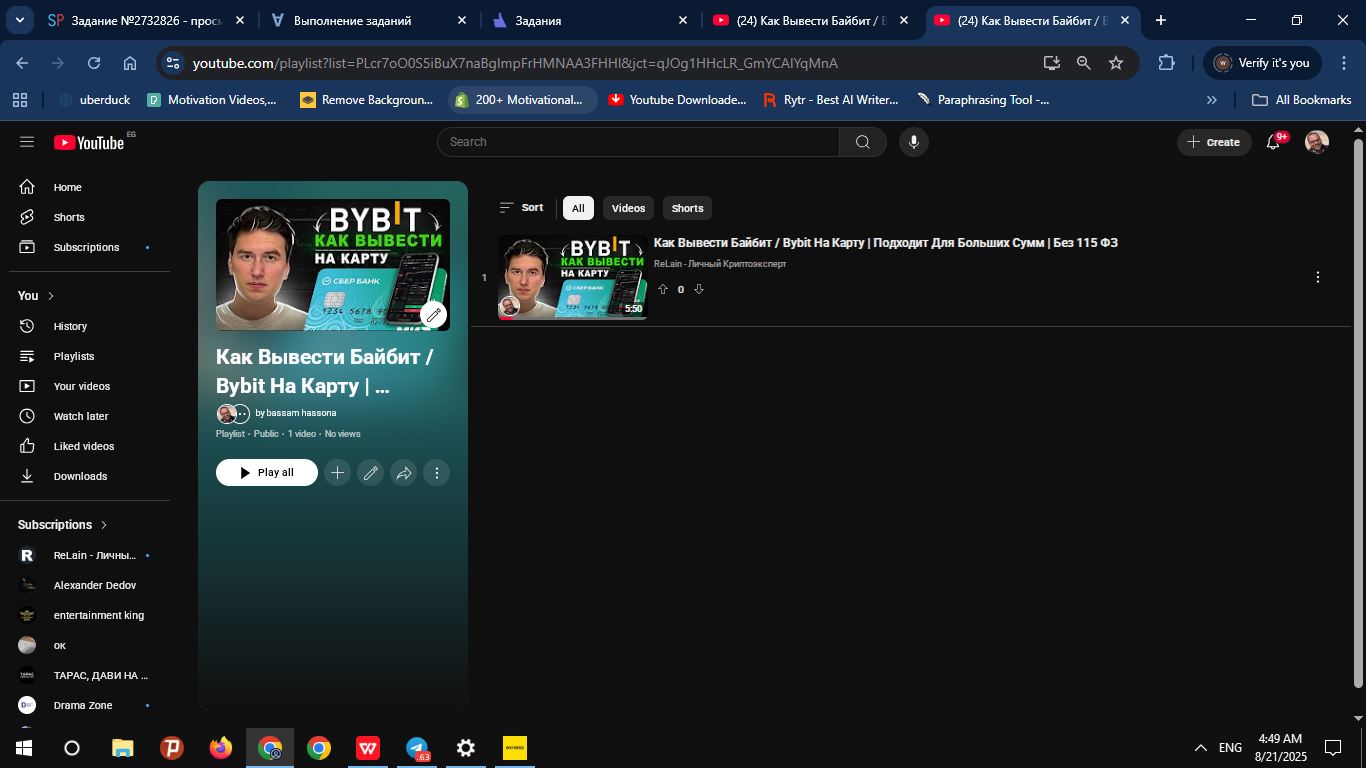 Задание №2732826 - просм
Выполнение заданий
Задания
(24) Как Вывести Байбит / B
(24) Как Вывести Байбит / B
youtube.com/playlist?list=PLcr7oO0S5iBuX7naBglmpFrHMNAA3FHHI&jct=qJOg1HHcLR_GmYCAlYqMnA
Verify it's you
uberduck
Motivation Videos,...
Remove Backgroun...
200+ Motivational...
Youtube Downloade...
Rytr - Best AI Writer...
Paraphrasing Tool -...
All Bookmarks
YouTube EG
Search
Create
9+
Home
Shorts
Subscriptions
You
History
Playlists
Your videos
Watch later
Liked videos
Downloads
Subscriptions
ReLain - Личны...
Alexander Dedov
entertainment king
ок
ТАРАС, ДАВИ НА ...
Drama Zone
BYBIT
КАК ВЫВЕСТИ
НА КАРТУ
СБЕР БАНК
1234 5678 90
Как Вывести Байбит /
Bybit На Карту | ...
by bassam hassona
Playlist • Public • 1 video • No views
Play all
Sort
All
Videos
Shorts
1
BYBIT
КАК ВЫВЕСТИ
НА КАРТУ
СБЕР БАНК
5:50
Как Вывести Байбит / Bybit На Карту | Подходит Для Больших Сумм | Без 115 ФЗ
ReLain - Личный Криптоэксперт
0
63
exness
ENG
4:49 AM
8/21/2025